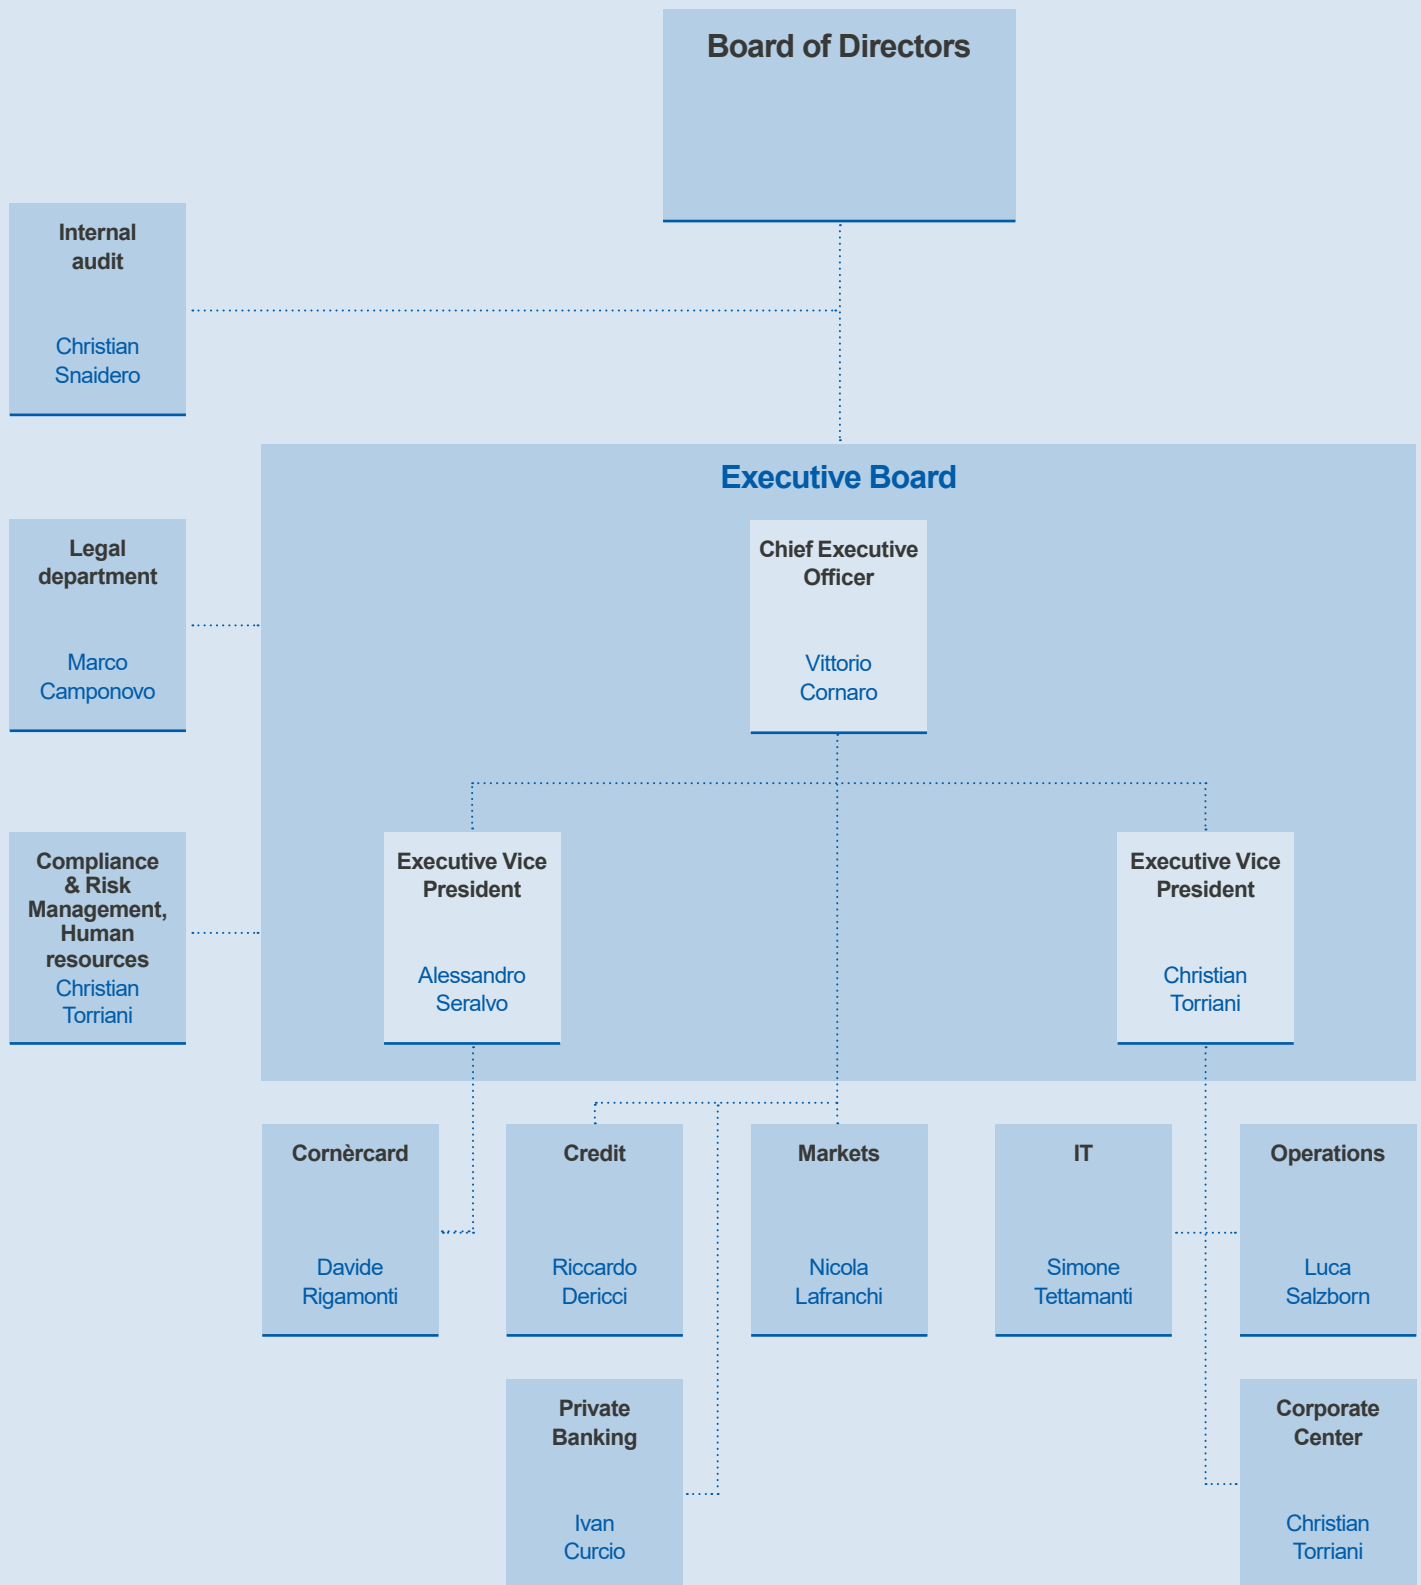 Board of Directors
Internal
audit
Christian
Snaidero
Executive Board
Legal
department
Marco
Camponovo
Chief Executive
Officer
Vittorio
Cornaro
Compliance
& Risk
Management,
Human
resources
Christian
Torriani
Executive Vice
President
Alessandro
Seralvo
Executive Vice
President
Christian
Torriani
Cornèrcard
Davide
Rigamonti
Credit
Riccardo
Dericci
Markets
Nicola
Lafranchi
IT
Simone
Tettamanti
Operations
Luca
Salzborn
Private
Banking
Ivan
Curcio
Corporate
Center
Christian
Torriani